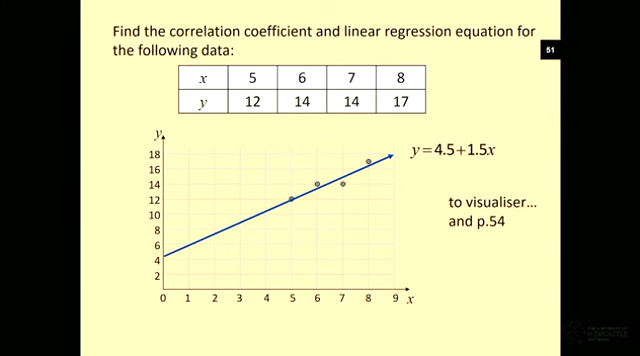 Find the correlation coefficient and linear regression equation for
the following data:
51
x 5 6 7 8
y 12 14 14 17
y
18
16
14
12
10
8
6
4
2
0 1 2 3 4 5 6 7 8 9 x
y=4.5+1.5x
to visualiser...
and p.54